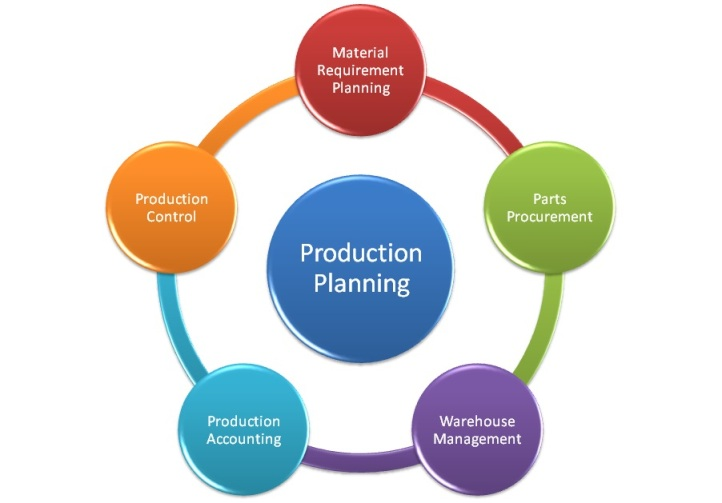 Material
Requirement
Planning
Parts
Procurement
Warehouse
Management
Production
Accounting
Production
Control
Production
Planning